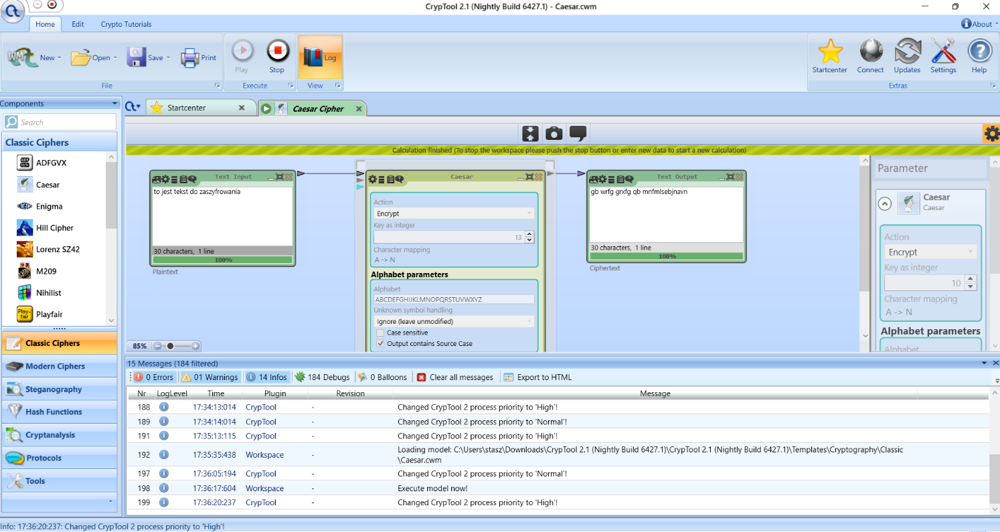 CrypTool 2.1 (Nightly Build 6427.1) - Caesar.cwm
Home Edit Crypto Tutorials About
New Open Save Print
Play Stop Log
File Execute View
Startcenter Connect Updates Settings Help
Extras
Components
Search
Classic Ciphers
ADFGVX
Caesar
Enigma
Hill Cipher
Lorenz SZ42
M209
Nihilist
Playfair
Classic Ciphers
Modern Ciphers
Steganography
Hash Functions
Cryptanalysis
Protocols
Tools
Startcenter Caesar Cipher
Calculation finished (To stop the workspace please push the stop button or enter new data to start a new calculation)
Text Input
to jest tekst do zaszyfrowania
30 characters, 1 line
100%
Plaintext
Caesar
Action
Encrypt
Key as integer
13
Character mapping
A -> N
Alphabet parameters
Alphabet
ABCDEFGHIJKLMNOPQRSTUVWXYZ
Unknown symbol handling
Ignore (leave unmodified)
Case sensitive
Output contains Source Case
Text Output
gb wrfg grxfg qb mnfmlsebjnavn
30 characters, 1 line
100%
Ciphertext
85%
Parameter
Caesar
Caesar
Action
Encrypt
Key as integer
10
Character mapping
A -> N
Alphabet parameters
Alphabet
15 Messages (184 filtered)
0 Errors 01 Warnings 14 Infos 184 Debugs 0 Balloons Clear all messages Export to HTML
Nr LogLevel Time Plugin Revision Message
188 17:34:13:014 CrypTool - Changed CrypTool 2 process priority to 'High'!
189 17:34:14:014 CrypTool - Changed CrypTool 2 process priority to 'Normal'!
191 17:35:13:115 CrypTool - Changed CrypTool 2 process priority to 'High'!
192 17:35:35:438 Workspace - Loading model: C:\Users\stasz\Downloads\CrypTool 2.1 (Nightly Build 6427.1)\CrypTool 2.1 (Nightly Build 6427.1)\Templates\Cryptography\Classic
\Caesar.cwm
197 17:36:05:194 CrypTool - Changed CrypTool 2 process priority to 'Normal'!
198 17:36:17:604 Workspace - Execute model now!
199 17:36:20:237 CrypTool - Changed CrypTool 2 process priority to 'High'!
Info: 17:36:20:237: Changed CrypTool 2 process priority to 'High'!